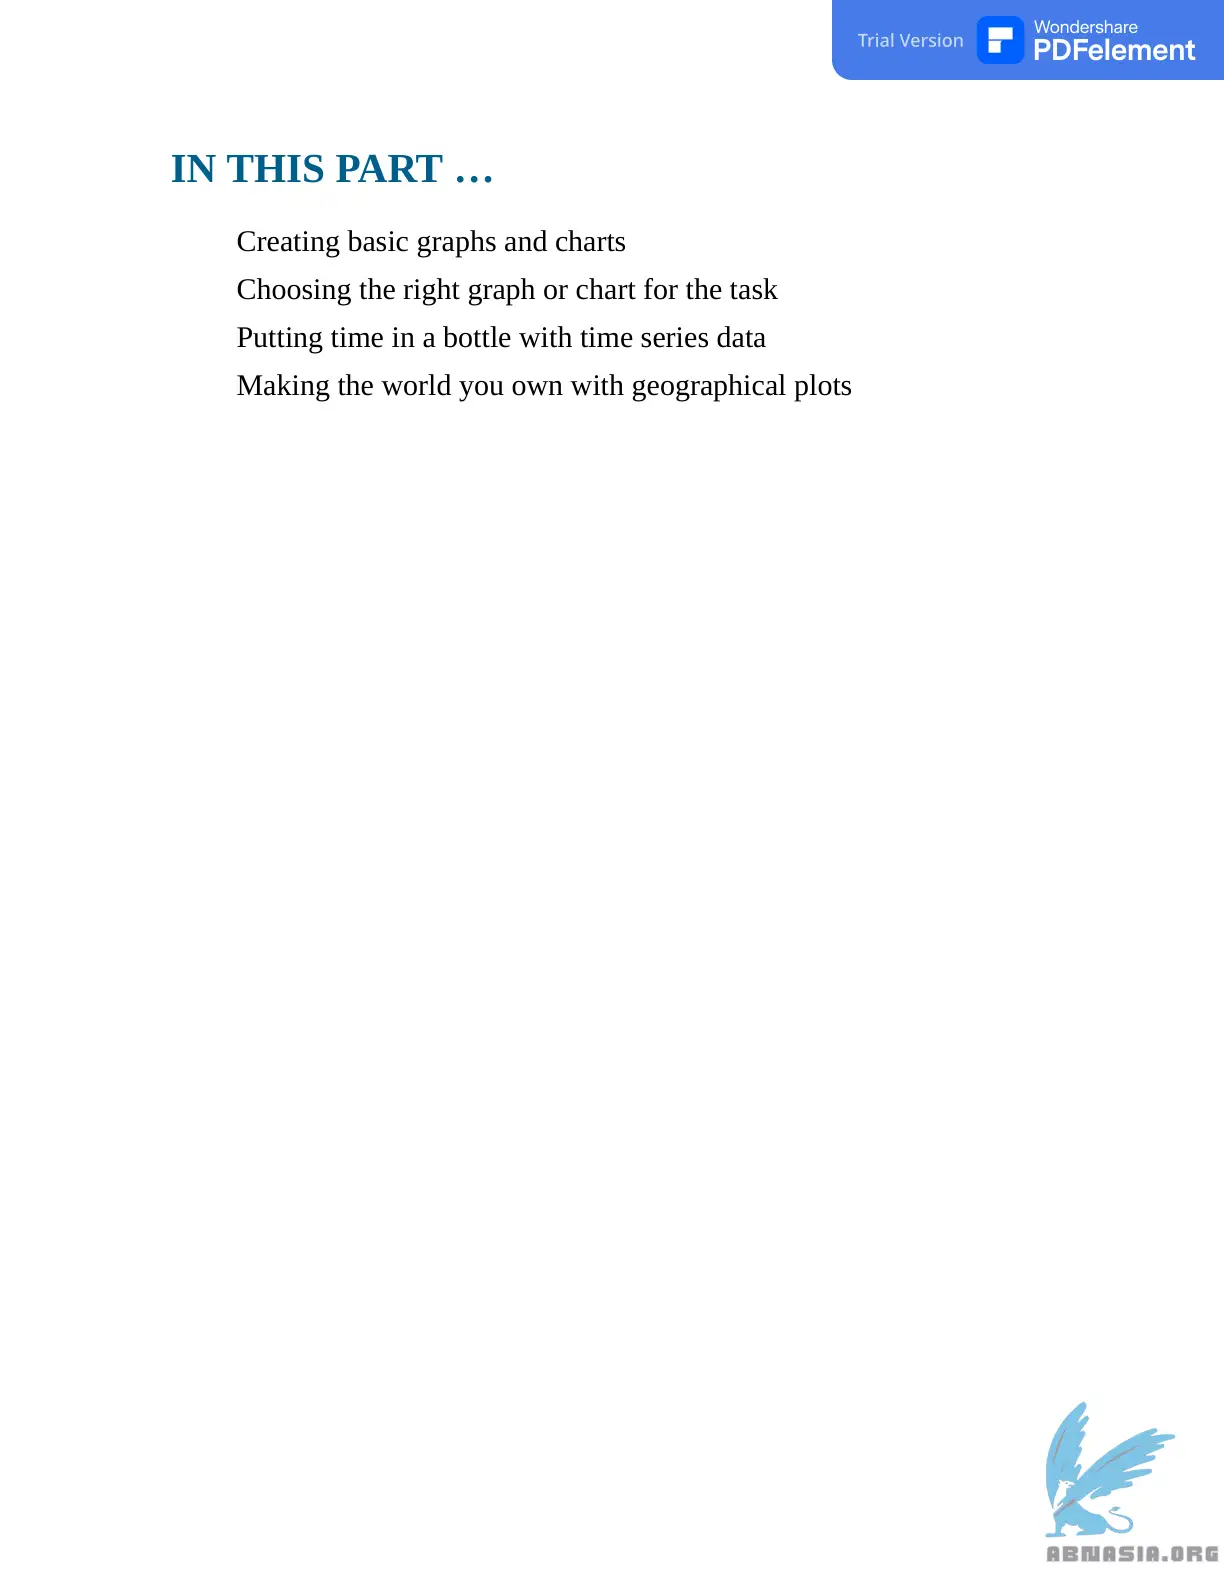 Trial Version
Wondershare
PDFelement
IN THIS PART …
Creating basic graphs and charts
Choosing the right graph or chart for the task
Putting time in a bottle with time series data
Making the world you own with geographical plots
ABNASIA.ORG